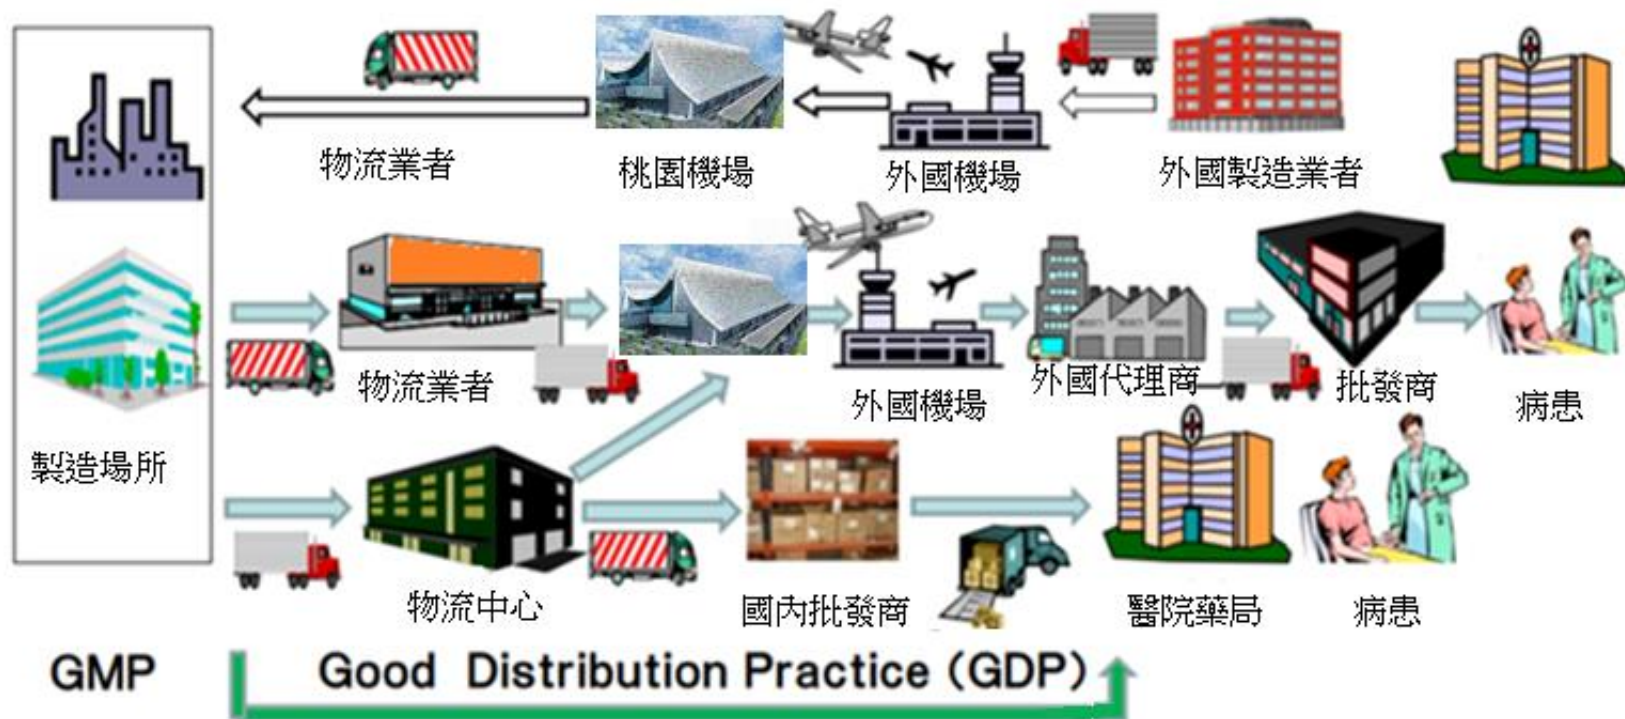 物流業者
桃園機場
外國機場
外國製造業者
物流業者
外國機場
外國代理商
批發商
病患
製造場所
物流中心
國內批發商
醫院藥局
病患
GMP
Good Distribution Practice (GDP)